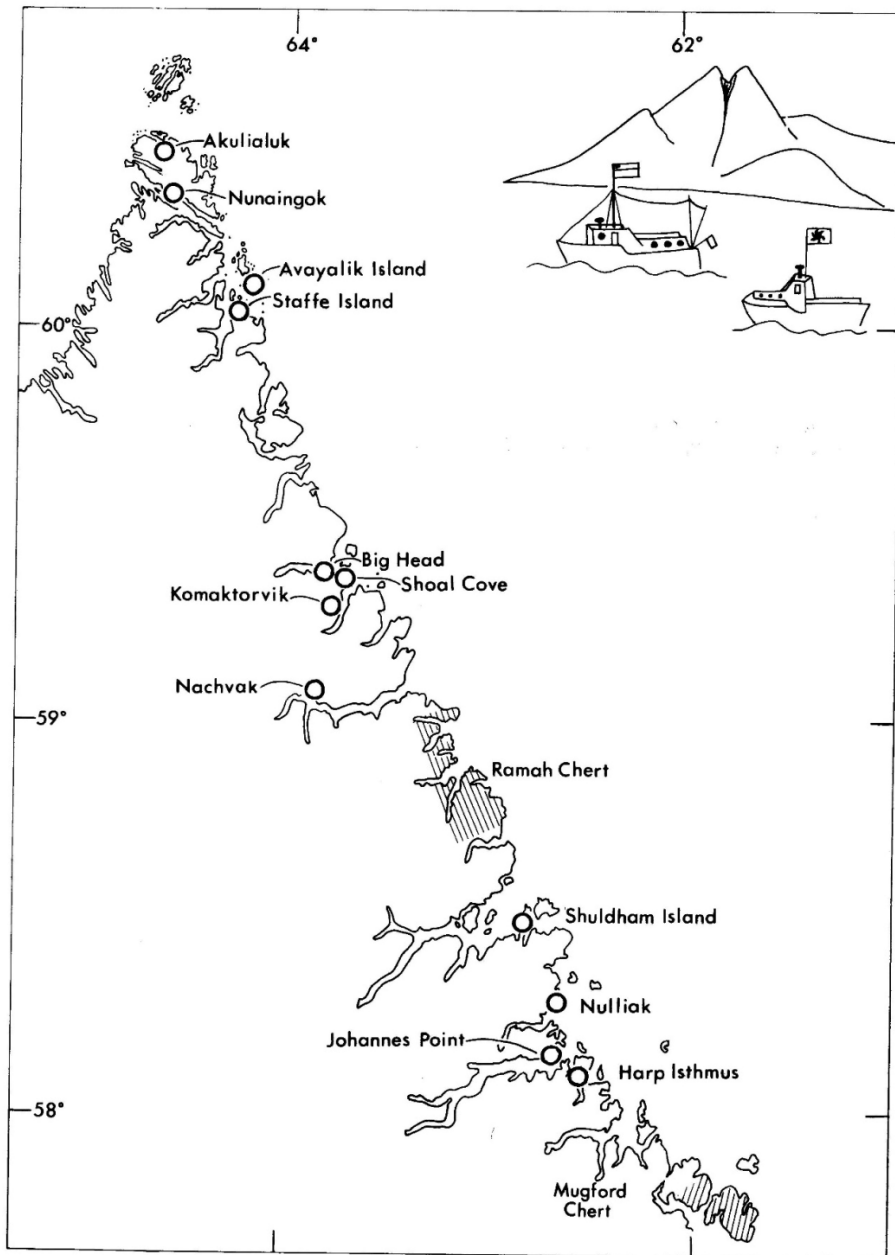 64°
62°
Akulialuk
Nunaingok
Avayalik Island
Staffe Island
60°
Big Head
Shoal Cove
Komaktorvik
Nachvak
59°
Ramah Chert
Shuldham Island
Nulliak
Johannes Point
Harp Isthmus
58°
Mugford
Chert